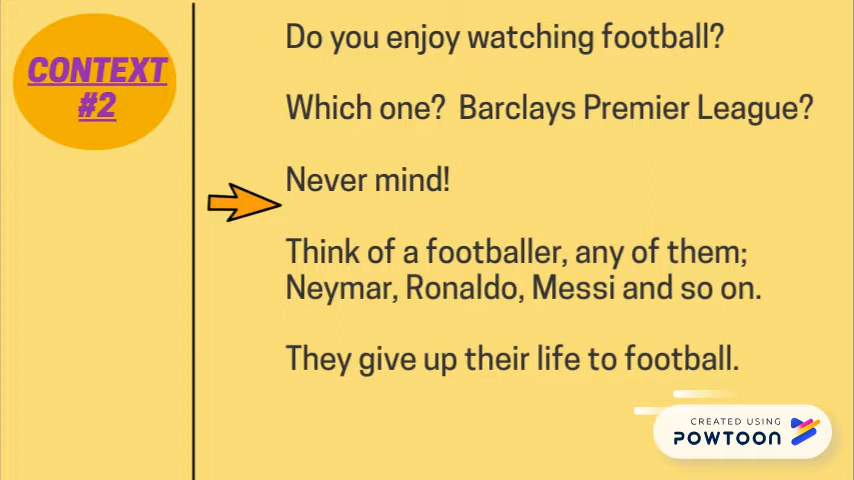 CONTEXT
#2
Do you enjoy watching football?
Which one?  Barclays Premier League?
Never mind!
Think of a footballer, any of them;
Neymar, Ronaldo, Messi and so on.
They give up their life to football.
CREATED USING
POWTOON